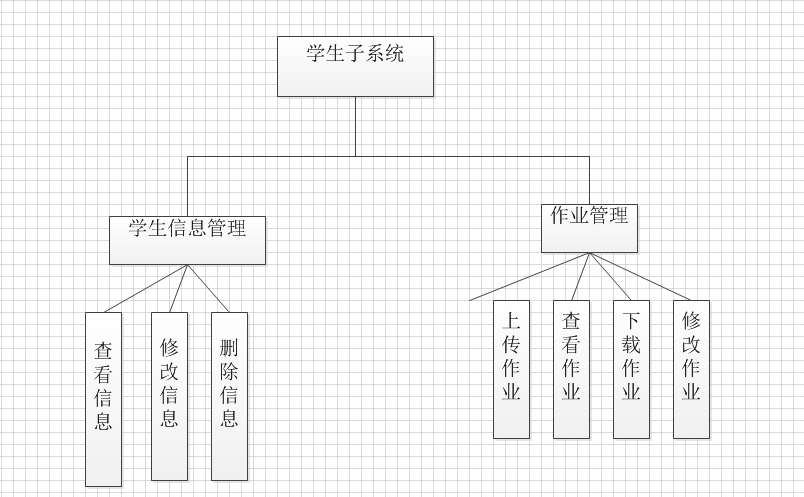 学生子系统
学生信息管理
作业管理
查看信息
修改信息
删除信息
上传作业
查看作业
下载作业
修改作业